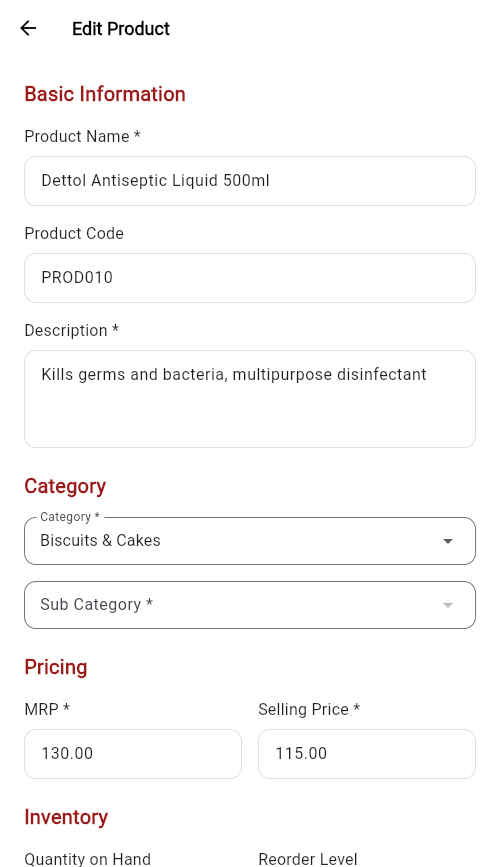 Edit Product
Basic Information
Product Name *
Dettol Antiseptic Liquid 500ml
Product Code
PROD010
Description *
Kills germs and bacteria, multipurpose disinfectant
Category
Category *
Biscuits & Cakes
Sub Category *
Pricing
MRP * Selling Price *
130.00 115.00
Inventory
Quantity on Hand Reorder Level